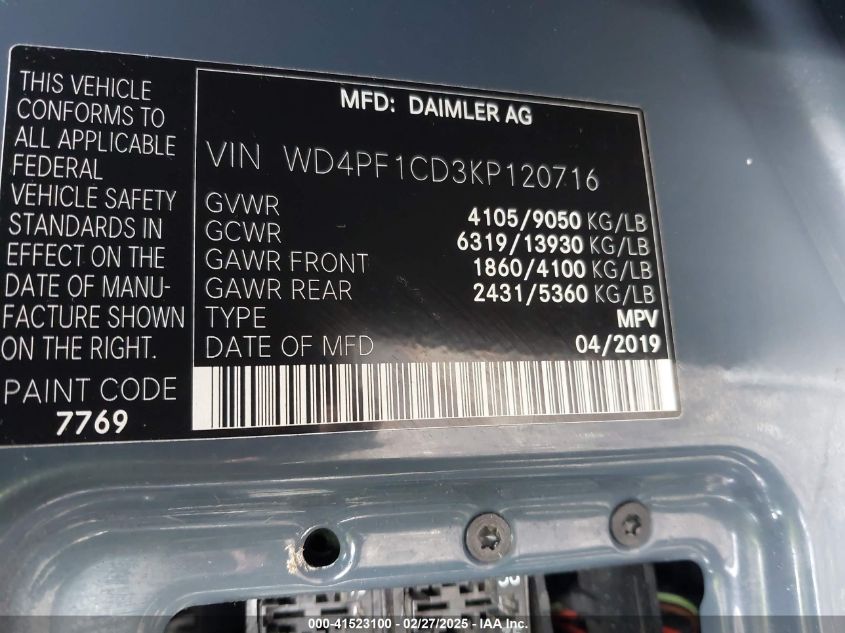 THIS VEHICLE
CONFORMS TO
ALL APPLICABLE
FEDERAL
VEHICLE SAFETY
STANDARDS IN
EFFECT ON THE
DATE OF MANU-
FACTURE SHOWN
ON THE RIGHT.
PAINT CODE
7769
MFD: DAIMLER AG
VIN WD4PF1CD3KP120716
GVWR 4105/9050 KG/LB
GCWR 6319/13930 KG/LB
GAWR FRONT 1860/4100 KG/LB
GAWR REAR 2431/5360 KG/LB
TYPE MPV
DATE OF MFD 04/2019
000-41523100 - 02/27/2025 - IAAI.COM